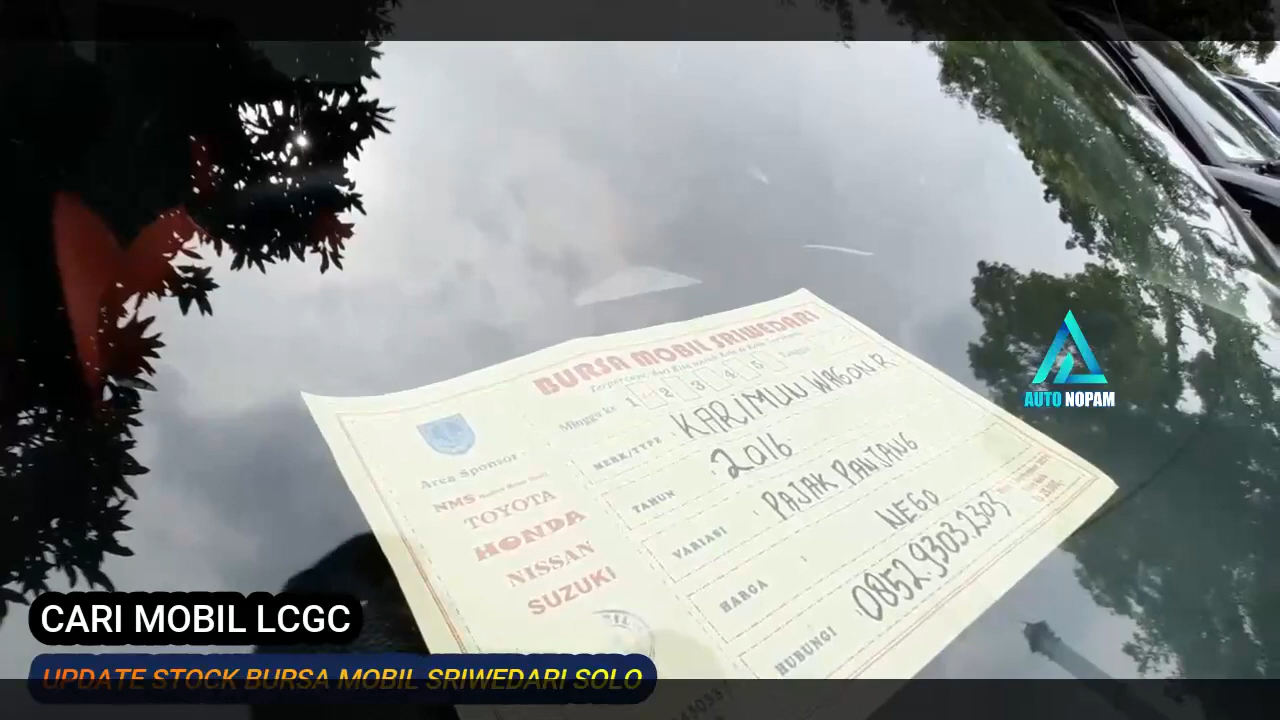 BURSA MOBIL SRIWEDARI
Minggu ke 1 2 3 4 5 Tanggal
MERK/TYPE : KARIMUN WAGON R
TAHUN : 2016
VARIASI : PAJAK PANJANG
HARGA : NEGO
HUBUNGI 0852.9303.2303
Area Sponsor
NMS
TOYOTA
HONDA
NISSAN
SUZUKI
AUTO NOPAM
CARI MOBIL LCGC
UPDATE STOCK BURSA MOBIL SRIWEDARI SOLO